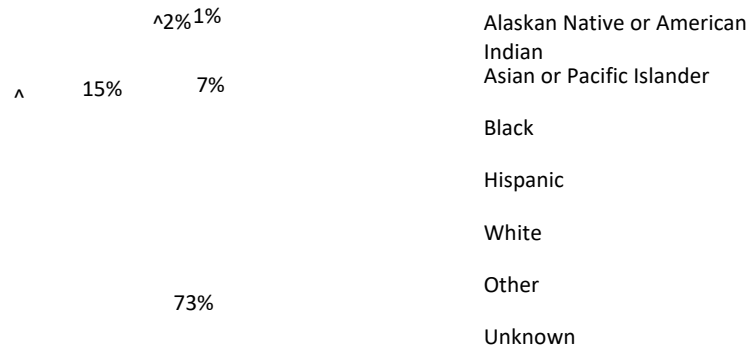 ^2% 1%
^ 15% 7%
73%
Alaskan Native or American
Indian
Asian or Pacific Islander
Black
Hispanic
White
Other
Unknown